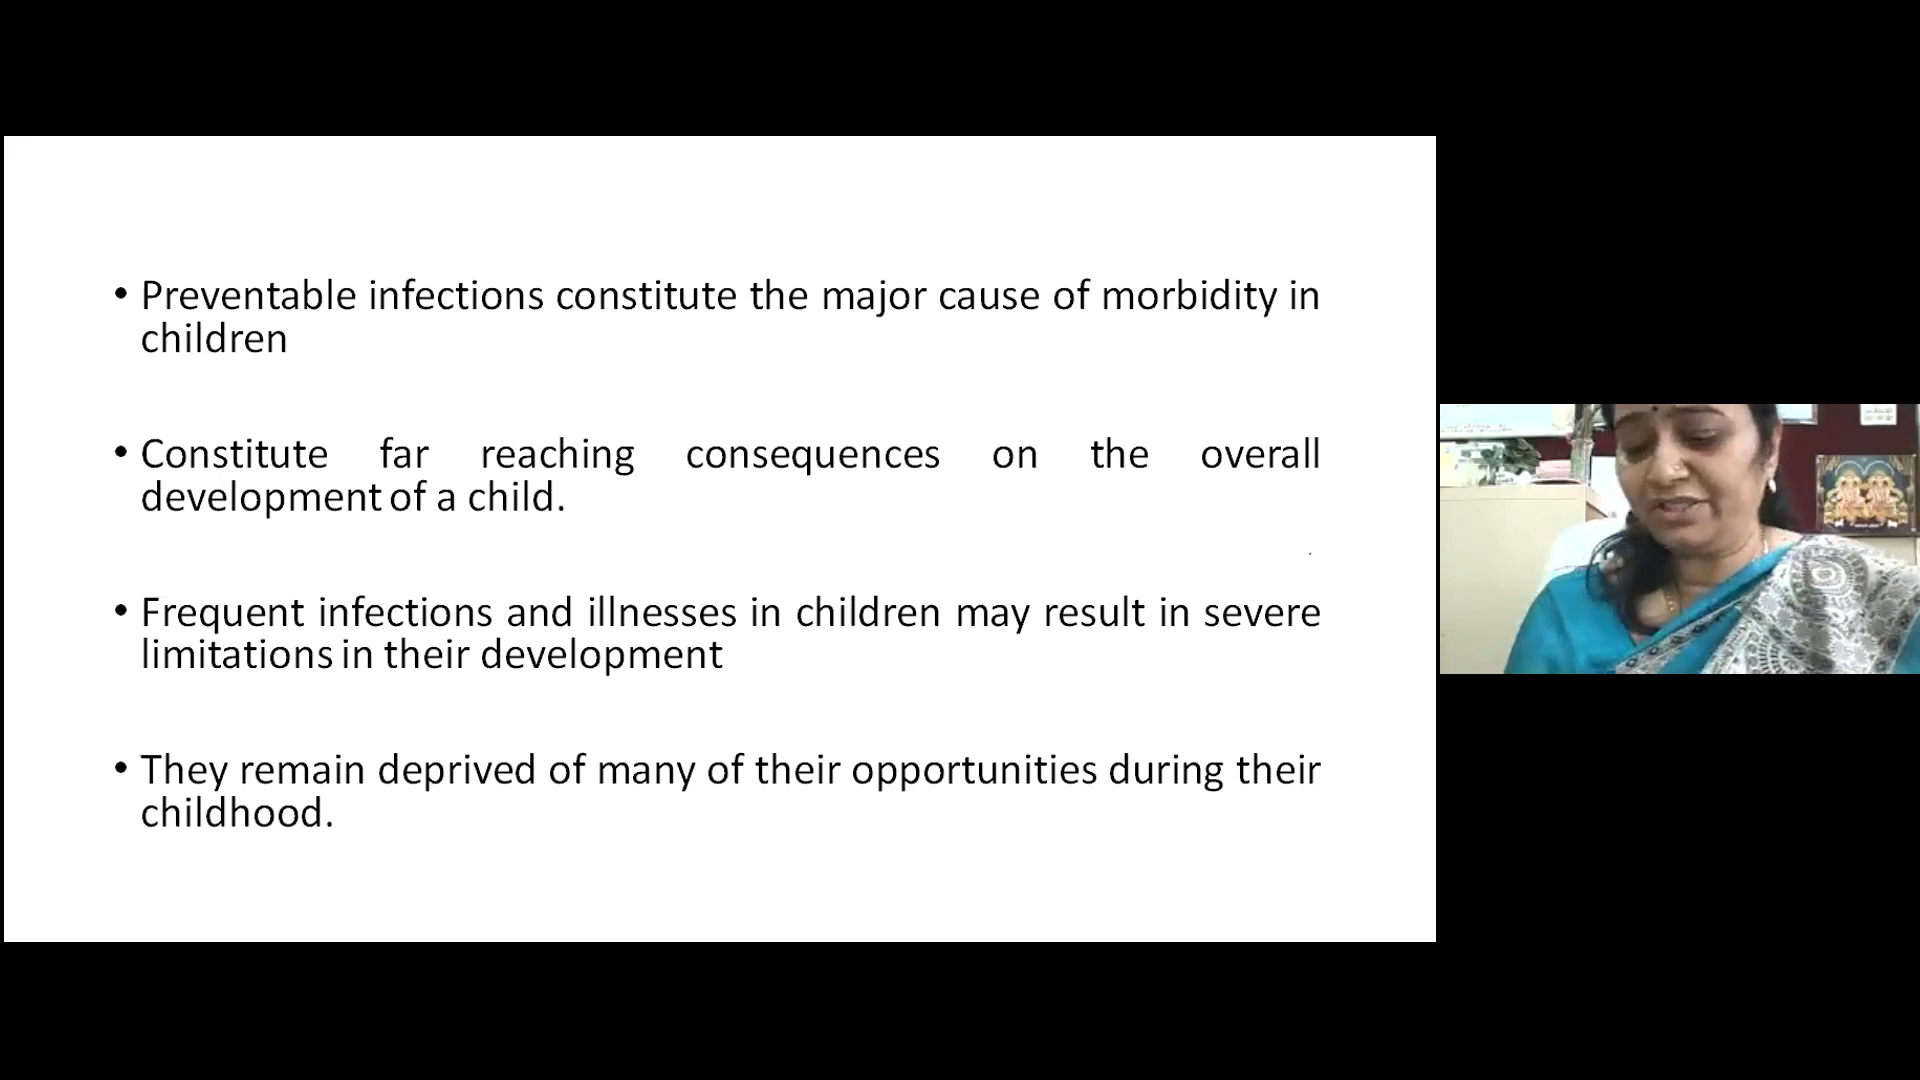 • Preventable infections constitute the major cause of morbidity in
children
• Constitute far reaching consequences on the overall
development of a child.
• Frequent infections and illnesses in children may result in severe
limitations in their development
• They remain deprived of many of their opportunities during their
childhood.